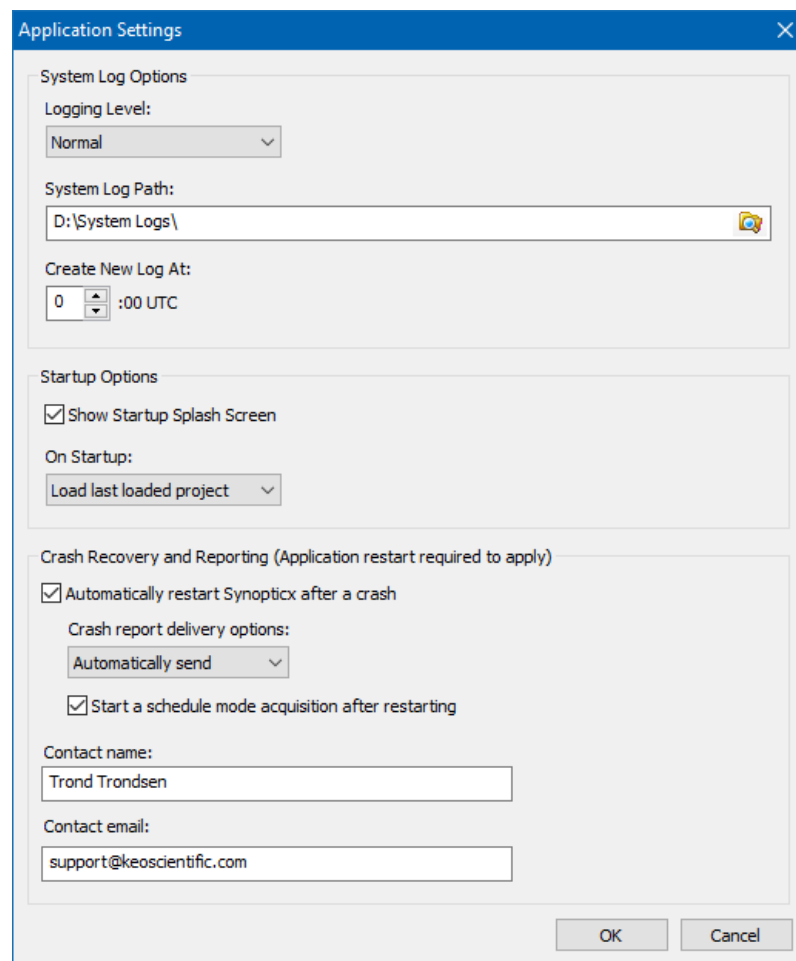 Application Settings
System Log Options
Logging Level:
Normal
System Log Path:
D:\System Logs\
Create New Log At:
0 :00 UTC
Startup Options
Show Startup Splash Screen
On Startup:
Load last loaded project
Crash Recovery and Reporting (Application restart required to apply)
Automatically restart Synopticx after a crash
Crash report delivery options:
Automatically send
Start a schedule mode acquisition after restarting
Contact name:
Trond Trondsen
Contact email:
support@keoscientific.com
OK Cancel